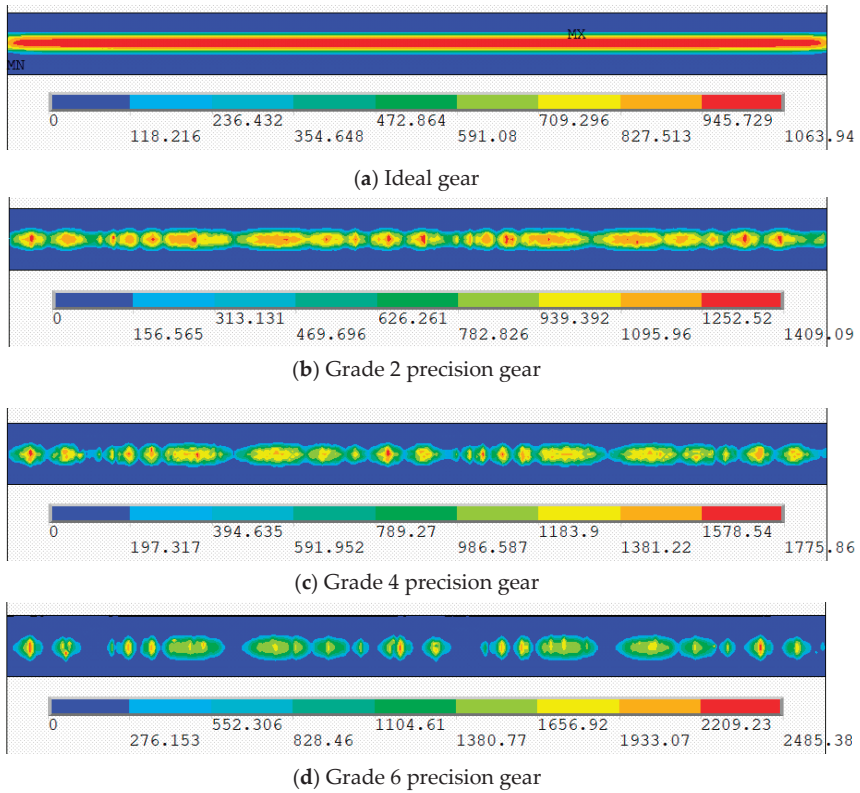 MX
MN
0 236.432 472.864 709.296 945.729
118.216 354.648 591.08 827.513 1063.94
(a) Ideal gear
0 313.131 626.261 939.392 1252.52
156.565 469.696 782.826 1095.96 1409.09
(b) Grade 2 precision gear
0 394.635 789.27 1183.9 1578.54
197.317 591.952 986.587 1381.22 1775.86
(c) Grade 4 precision gear
0 552.306 1104.61 1656.92 2209.23
276.153 828.46 1380.77 1933.07 2485.38
(d) Grade 6 precision gear